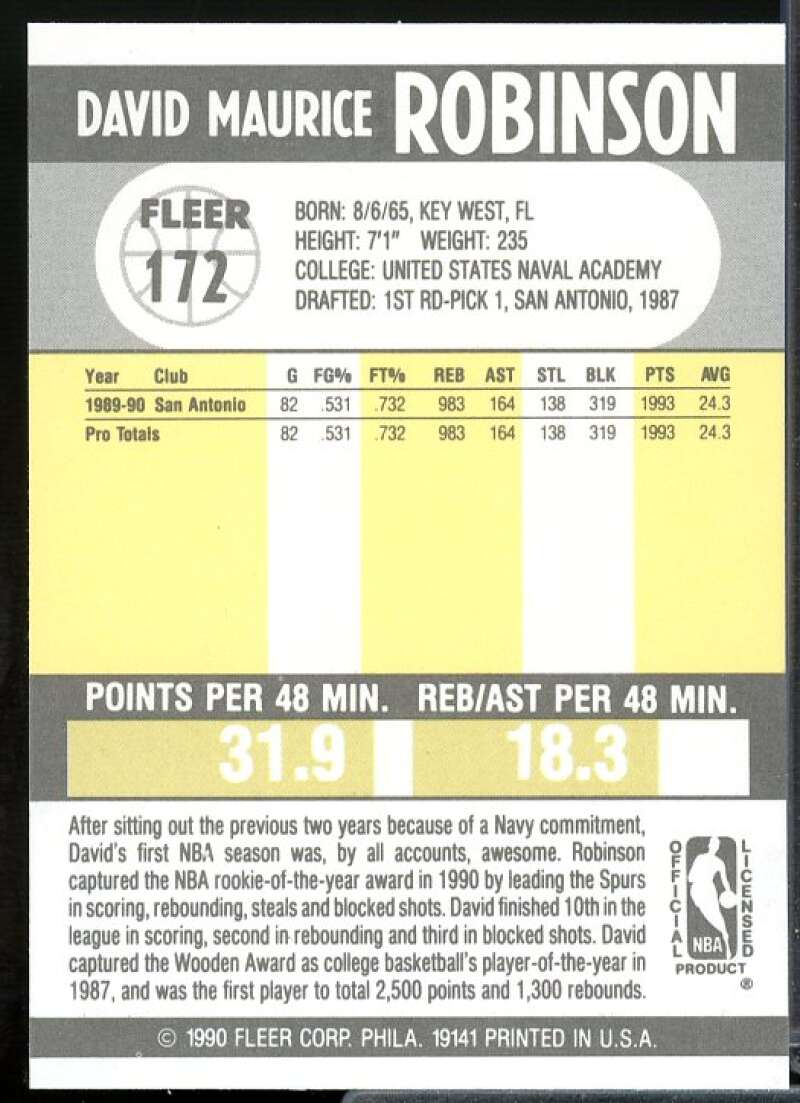 DAVID MAURICE ROBINSON
FLEER
172
BORN: 8/6/65, KEY WEST, FL
HEIGHT: 7'1" WEIGHT: 235
COLLEGE: UNITED STATES NAVAL ACADEMY
DRAFTED: 1ST RD-PICK 1, SAN ANTONIO, 1987
Year Club G FG% FT% REB AST STL BLK PTS AVG
1989-90 San Antonio 82 .531 .732 983 164 138 319 1993 24.3
Pro Totals 82 .531 .732 983 164 138 319 1993 24.3
POINTS PER 48 MIN. REB/AST PER 48 MIN.
31.9 18.3
After sitting out the previous two years because of a Navy commitment,
David's first NBA season was, by all accounts, awesome. Robinson
captured the NBA rookie-of-the-year award in 1990 by leading the Spurs
in scoring, rebounding, steals and blocked shots. David finished 10th in the
league in scoring, second in rebounding and third in blocked shots. David
captured the Wooden Award as college basketball's player-of-the-year in
1987, and was the first player to total 2,500 points and 1,300 rebounds.
OFFICIAL
LICENSED
NBA
PRODUCT
®
© 1990 FLEER CORP. PHILA. 19141 PRINTED IN U.S.A.